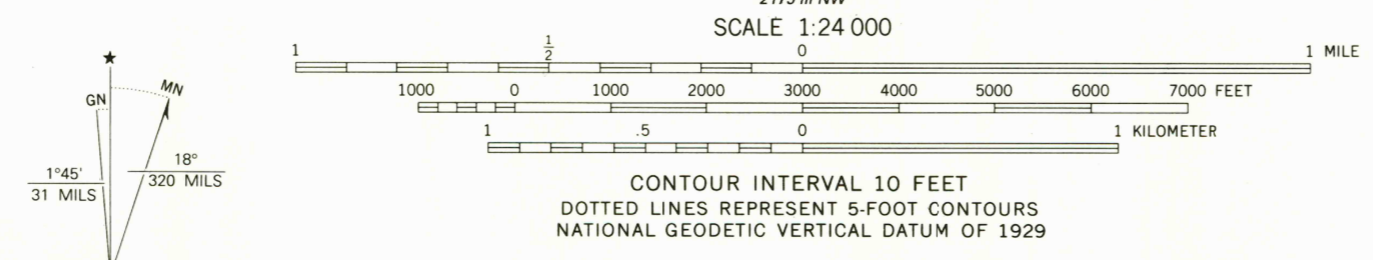 SCALE 1:24 000
1 1/2 0 1 MILE
1000 0 1000 2000 3000 4000 5000 6000 7000 FEET
1 .5 0 1 KILOMETER
CONTOUR INTERVAL 10 FEET
DOTTED LINES REPRESENT 5-FOOT CONTOURS
NATIONAL GEODETIC VERTICAL DATUM OF 1929
★
GN
MN
1°45'
31 MILS
18°
320 MILS